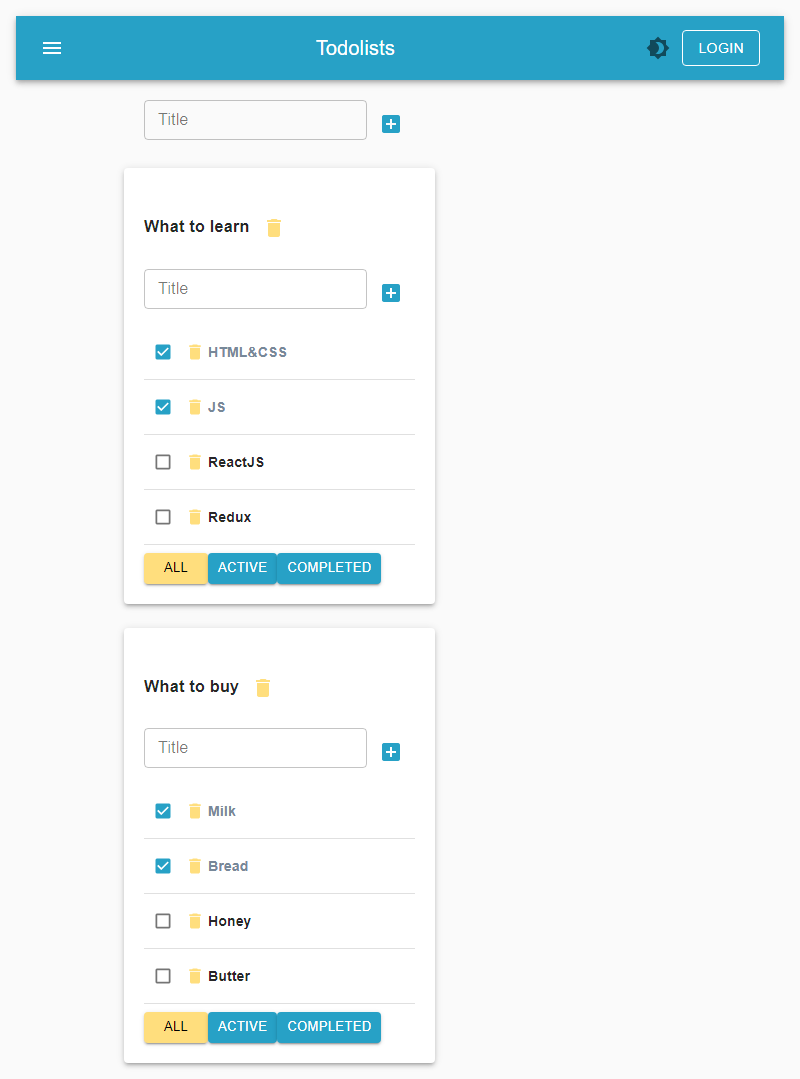 Todolists
LOGIN
Title
What to learn
Title
HTML&CSS
JS
ReactJS
Redux
ALL ACTIVE COMPLETED
What to buy
Title
Milk
Bread
Honey
Butter
ALL ACTIVE COMPLETED